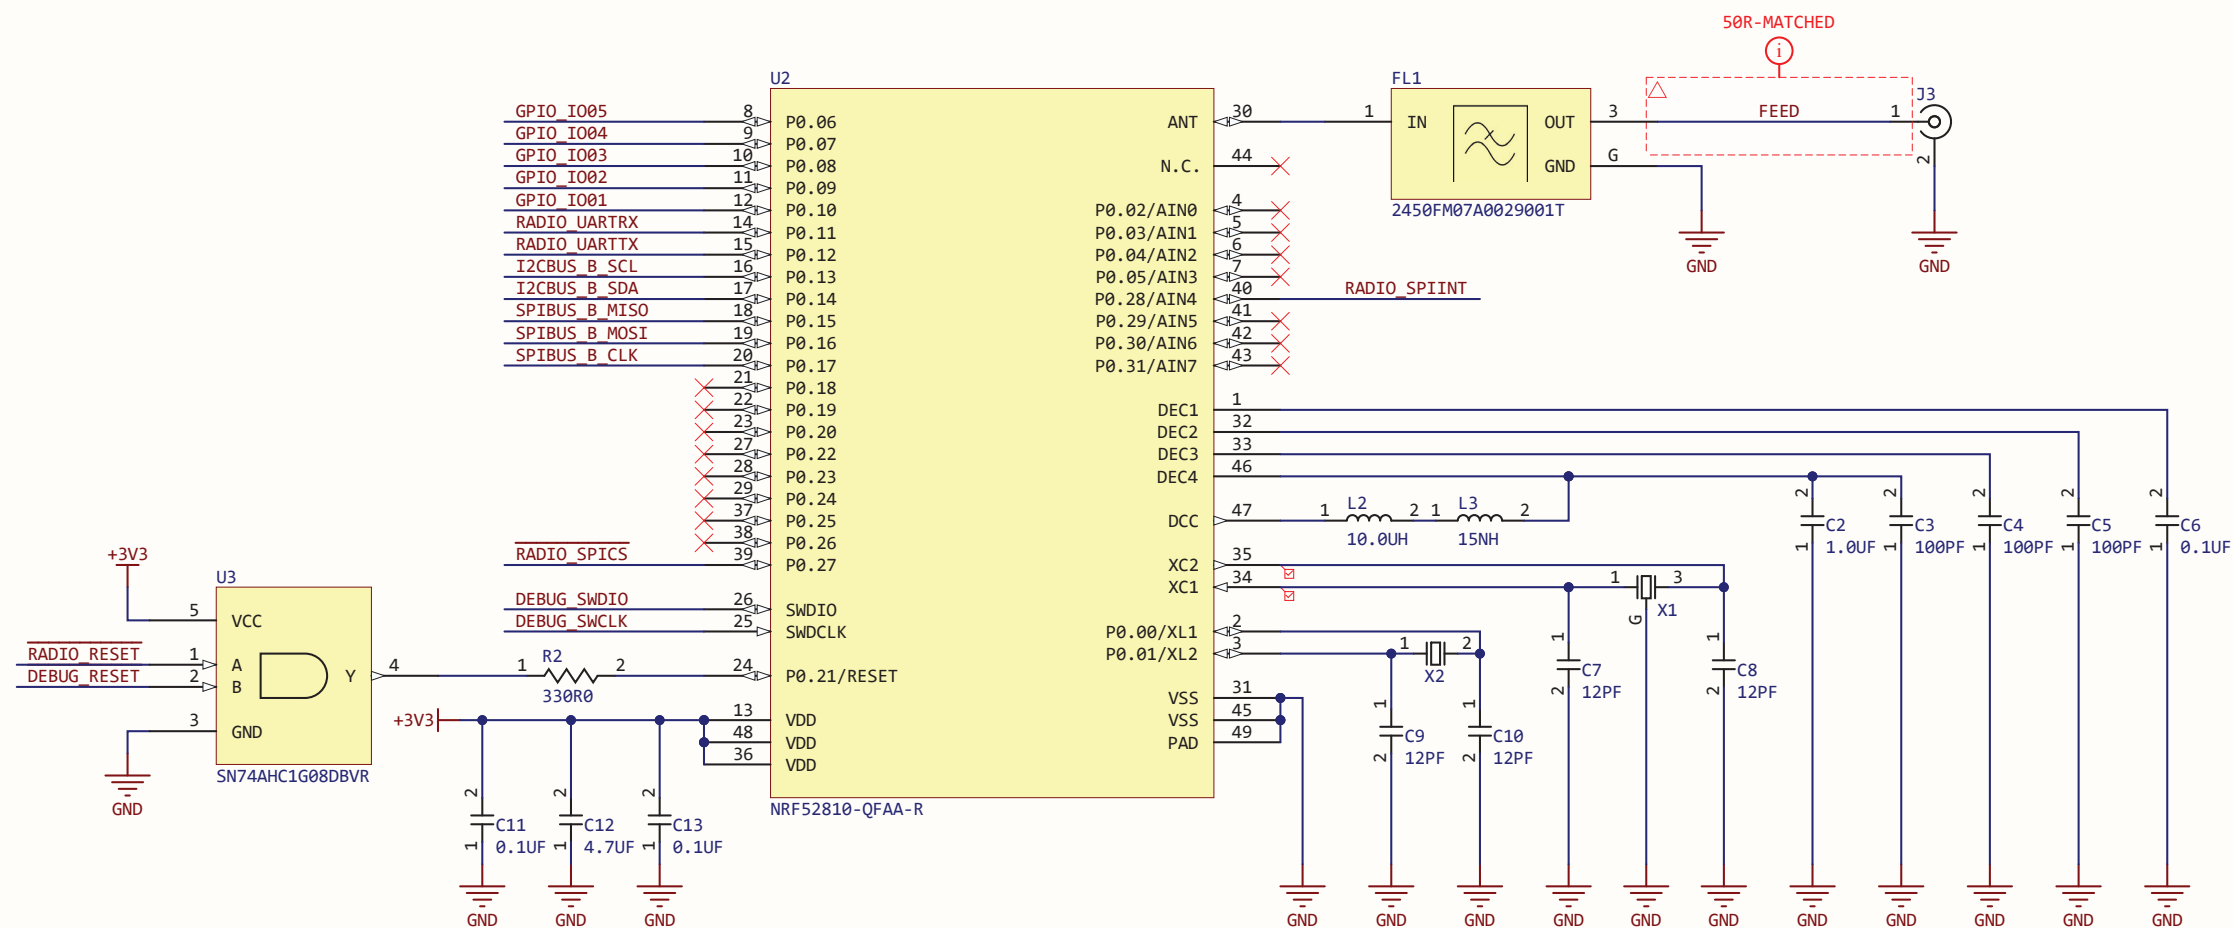 50R-MATCHED
i
U2
FL1
J3
GPIO_IO05 8 P0.06
ANT 30
1 IN OUT 3
FEED 1
GPIO_IO04 9 P0.07
GPIO_IO03 10 P0.08
N.C. 44
GND G
2
GPIO_IO02 11 P0.09
GPIO_IO01 12 P0.10
P0.02/AIN0 4
2450FM07A0029001T
RADIO_UARTRX 14 P0.11
P0.03/AIN1 5
RADIO_UARTTX 15 P0.12
P0.04/AIN2 6
I2CBUS_B_SCL 16 P0.13
P0.05/AIN3 7
GND
GND
I2CBUS_B_SDA 17 P0.14
P0.28/AIN4 40 RADIO_SPIINT
SPIBUS_B_MISO 18 P0.15
P0.29/AIN5 41
SPIBUS_B_MOSI 19 P0.16
P0.30/AIN6 42
SPIBUS_B_CLK 20 P0.17
P0.31/AIN7 43
21 P0.18
22 P0.19
DEC1 1
23 P0.20
DEC2 32
27 P0.22
DEC3 33
28 P0.23
DEC4 46
29 P0.24
2 2 2 2 2
37 P0.25
DCC 47
1 L2 2
1 L3 2
10.0UH
15NH
C2
1.0UF
C3
100PF
C4
100PF
C5
100PF
C6
0.1UF
1 1 1 1 1
38 P0.26
RADIO_SPICS 39 P0.27
XC2 35
XC1 34
1 3
X1
G
+3V3
U3
5 VCC
DEBUG_SWDIO 26 SWDIO
DEBUG_SWCLK 25 SWDCLK
P0.00/XL1 2
P0.01/XL2 3
1 2
X2
RADIO_RESET 1 A
DEBUG_RESET 2 B
Y 4
1 R2 2
330R0
24 P0.21/RESET
1
C7
12PF
2
1
C8
12PF
2
3 GND
SN74AHC1G08DBVR
GND
+3V3
13 VDD
48 VDD
36 VDD
VSS 31
VSS 45
PAD 49
1
C9
12PF
2
1
C10
12PF
2
NRF52810-QFAA-R
2
C11
0.1UF
1
2
C12
4.7UF
1
2
C13
0.1UF
1
GND GND GND GND GND GND GND GND GND GND GND GND GND GND